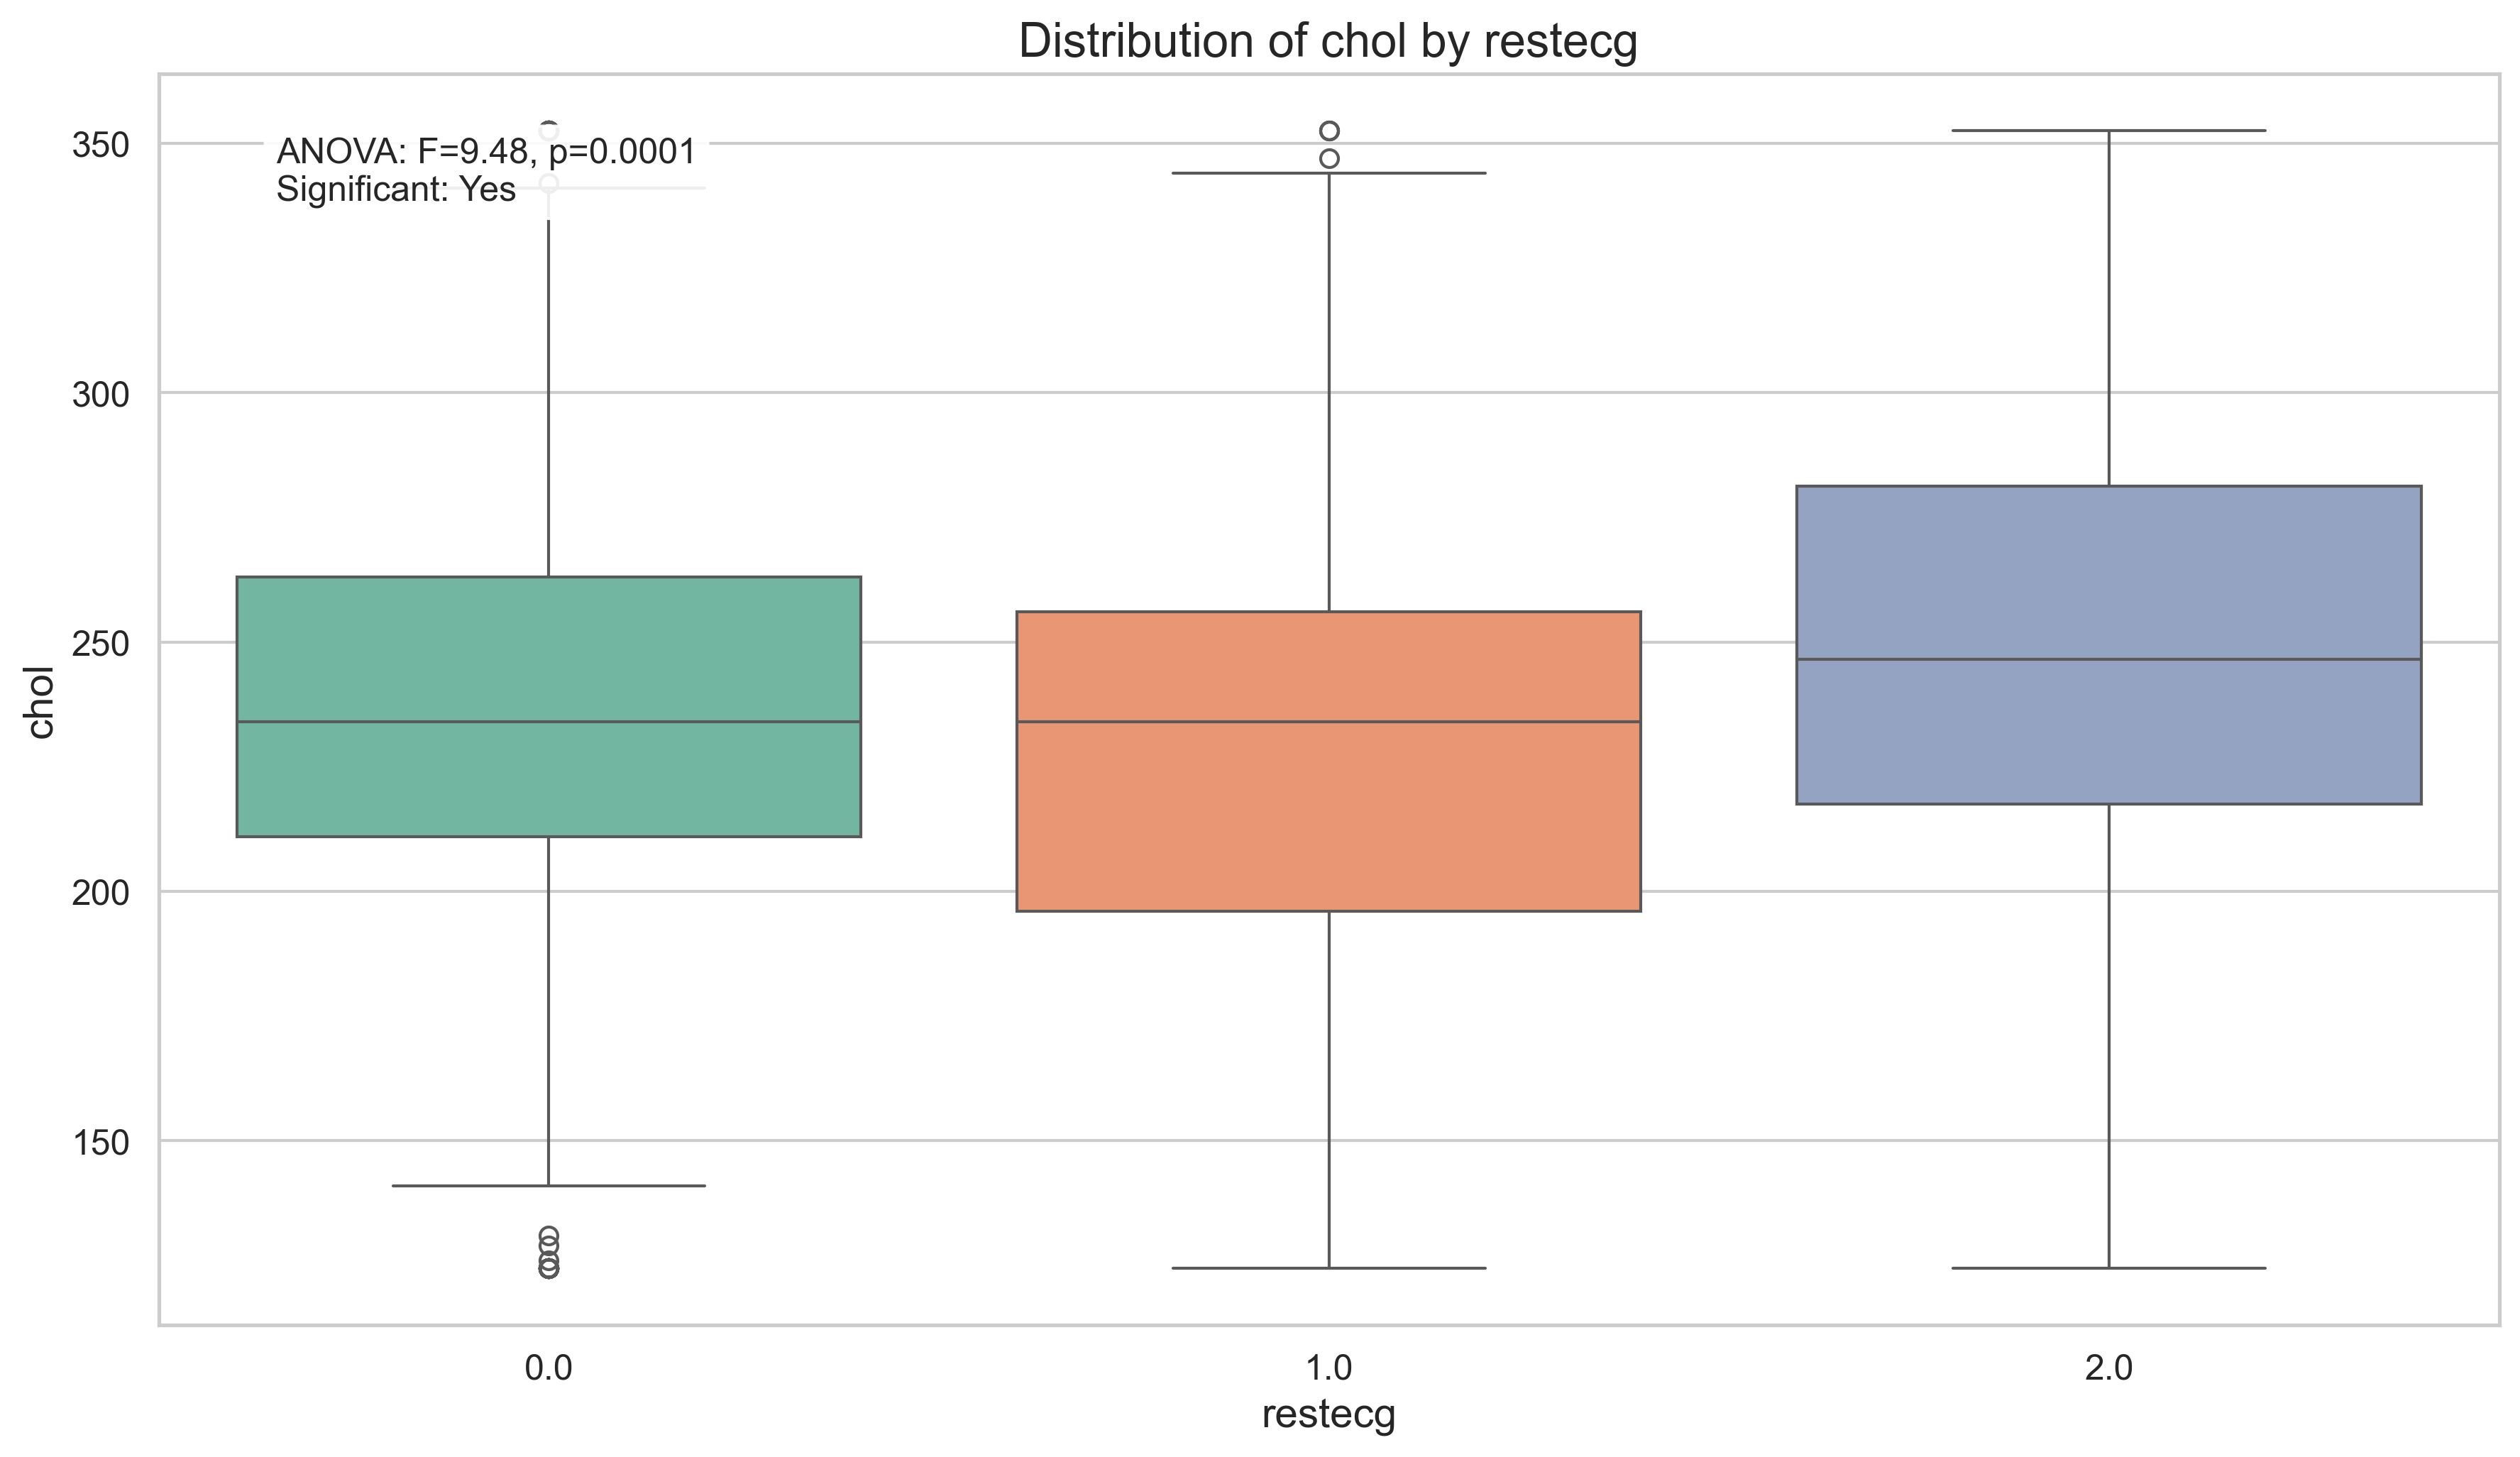 Distribution of chol by restecg
ANOVA: F=9.48, p=0.0001
Significant: Yes
350
300
250
200
150
chol
0.0
1.0
2.0
restecg